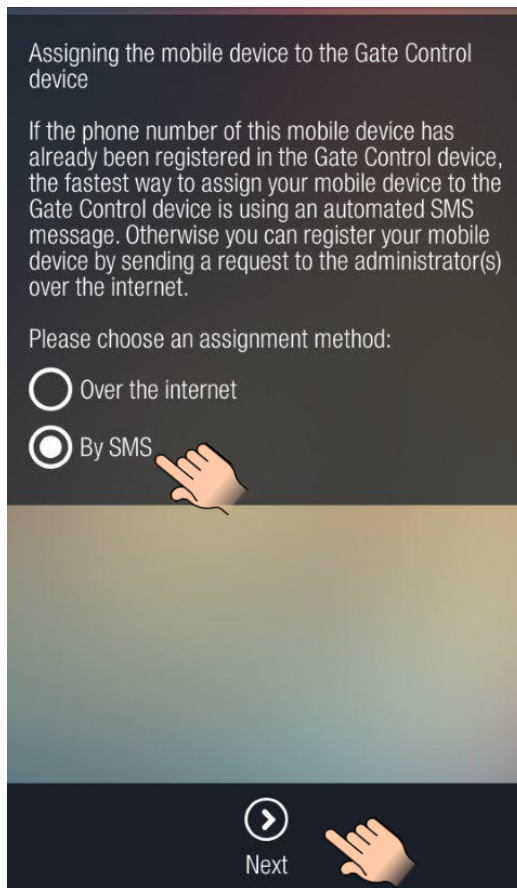 Assigning the mobile device to the Gate Control
device
If the phone number of this mobile device has
already been registered in the Gate Control device,
the fastest way to assign your mobile device to the
Gate Control device is using an automated SMS
message. Otherwise you can register your mobile
device by sending a request to the administrator(s)
over the internet.
Please choose an assignment method:
Over the internet
By SMS
Next